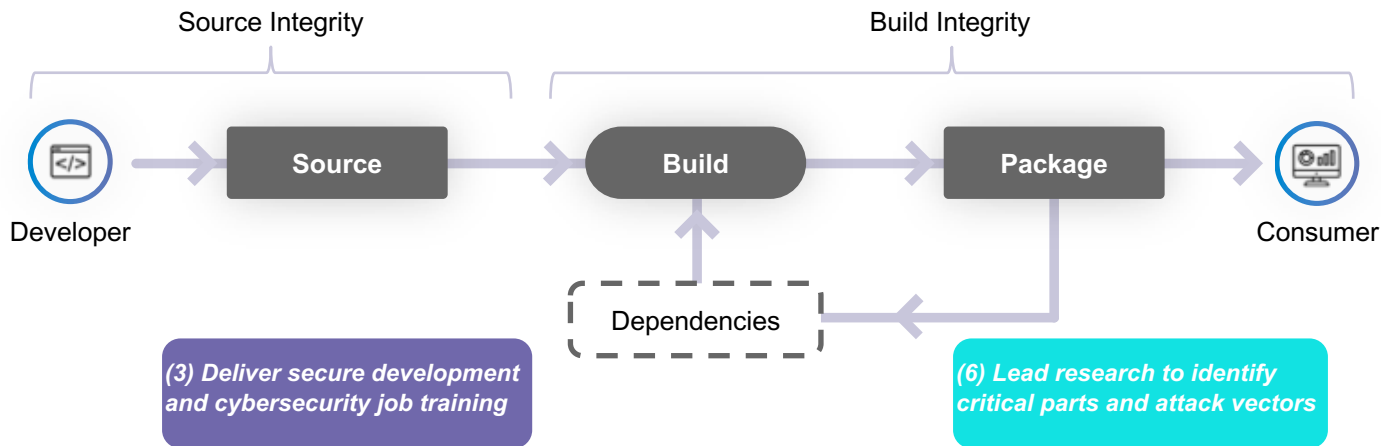 Source Integrity
Build Integrity
</>
Source
Build
Package
Developer
Consumer
Dependencies
(3) Deliver secure development
and cybersecurity job training
(6) Lead research to identify
critical parts and attack vectors